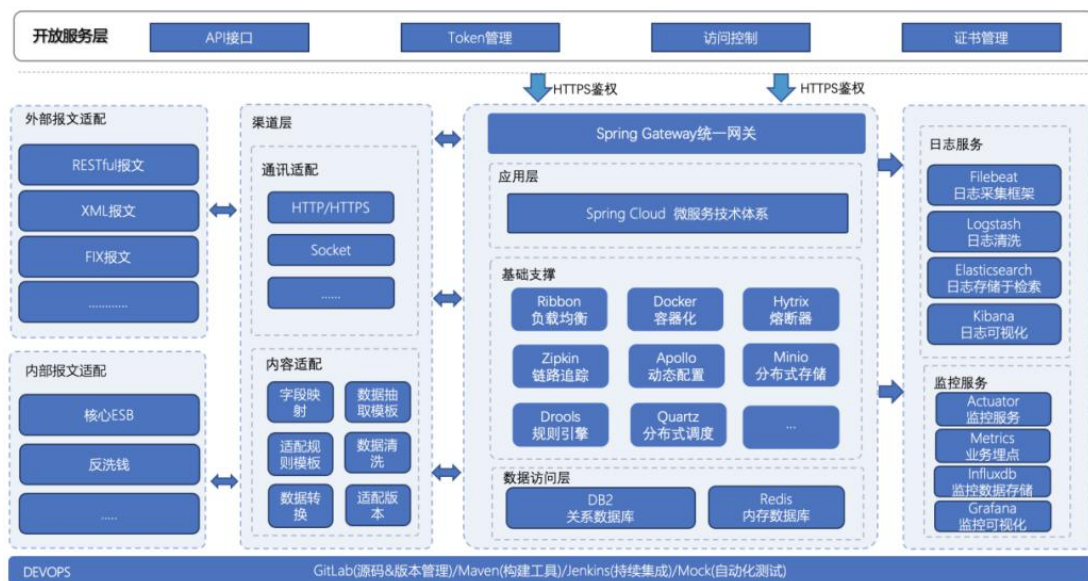 开放服务层
API接口
Token管理
访问控制
证书管理
HTTPS鉴权
HTTPS鉴权
外部报文适配
RESTful报文
XML报文
FIX报文
…………
内部报文适配
核心ESB
反洗钱
.....
渠道层
通讯适配
HTTP/HTTPS
Socket
......
内容适配
字段映
射
数据抽
取模板
适配规
则模板
数据清
洗
数据转
换
适配版
本
Spring Gateway统一网关
应用层
Spring Cloud 微服务技术体系
基础支撑
Ribbon
负载均衡
Docker
容器化
Hytrix
熔断器
Zipkin
链路追踪
Apollo
动态配置
Minio
分布式存储
Drools
规则引擎
Quartz
分布式调度
...
数据访问层
DB2
关系数据库
Redis
内存数据库
日志服务
Filebeat
日志采集框架
Logstash
日志清洗
Elasticsearch
日志存储于检索
Kibana
日志可视化
监控服务
Actuator
监控服务
Metrics
业务埋点
Influxdb
监控数据存储
Grafana
监控可视化
DEVOPS
GitLab(源码&版本管理)/Maven(构建工具)/Jenkins(持续集成)/Mock(自动化测试)